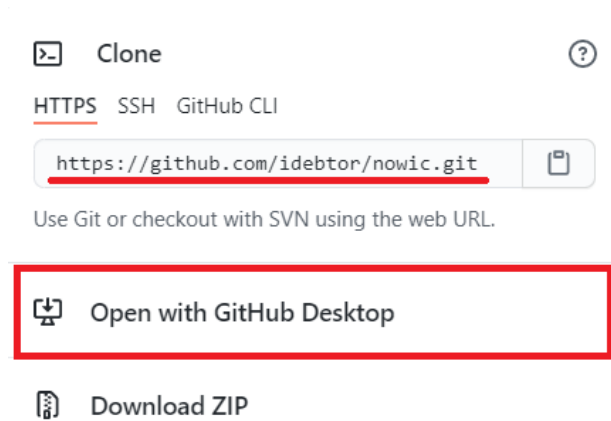 Clone
HTTPS SSH GitHub CLI
https://github.com/idebtor/nowic.git
Use Git or checkout with SVN using the web URL.
Open with GitHub Desktop
Download ZIP